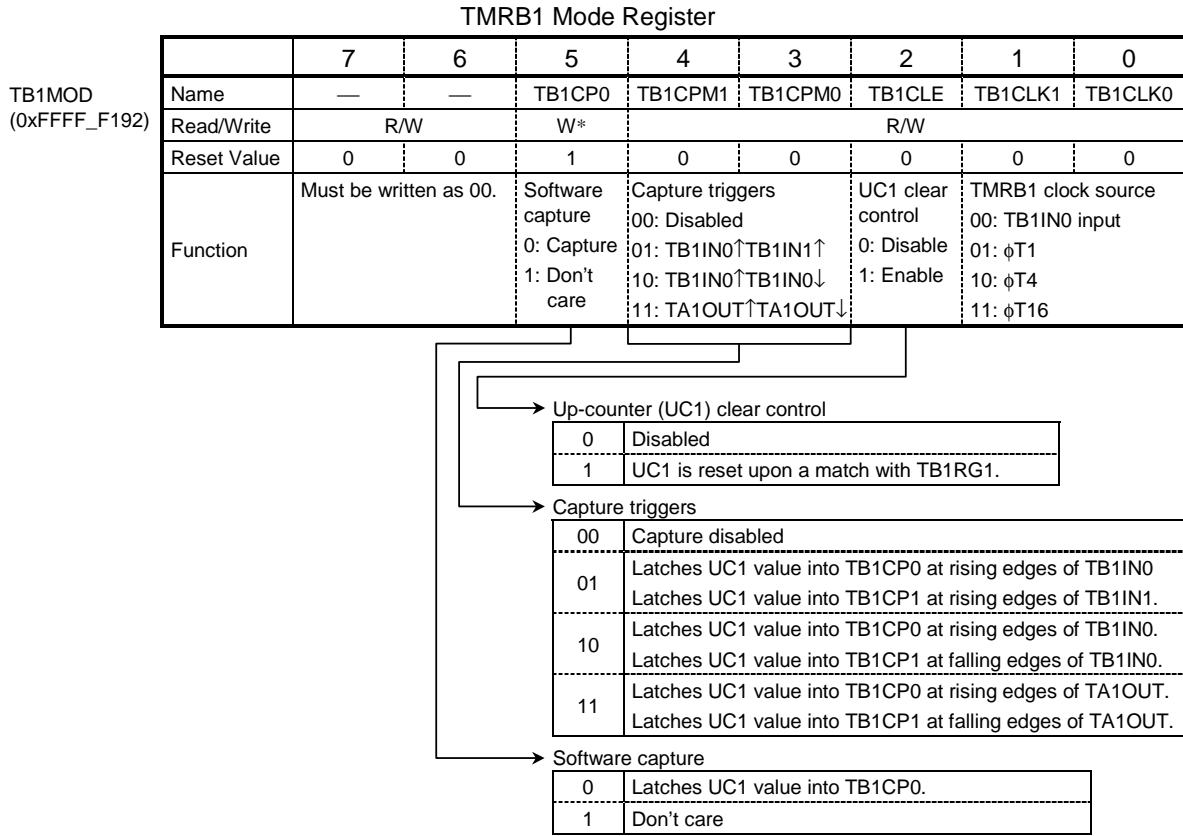 TMRB1 Mode Register
7 6 5 4 3 2 1 0
TB1MOD
(0xFFFF_F192)
Name — — TB1CP0 TB1CPM1 TB1CPM0 TB1CLE TB1CLK1 TB1CLK0
Read/Write R/W W* R/W
Reset Value 0 0 1 0 0 0 0 0
Function
Must be written as 00.
Software
capture
0: Capture
1: Don't
care
Capture triggers
00: Disabled
01: TB1IN0↑TB1IN1↑
10: TB1IN0↑TB1IN0↓
11: TA1OUT↑TA1OUT↓
UC1 clear
control
0: Disable
1: Enable
TMRB1 clock source
00: TB1IN0 input
01: ϕT1
10: ϕT4
11: ϕT16
Up-counter (UC1) clear control
0 Disabled
1 UC1 is reset upon a match with TB1RG1.
Capture triggers
00 Capture disabled
01
Latches UC1 value into TB1CP0 at rising edges of TB1IN0
Latches UC1 value into TB1CP1 at rising edges of TB1IN1.
10
Latches UC1 value into TB1CP0 at rising edges of TB1IN0.
Latches UC1 value into TB1CP1 at falling edges of TB1IN0.
11
Latches UC1 value into TB1CP0 at rising edges of TA1OUT.
Latches UC1 value into TB1CP1 at falling edges of TA1OUT.
Software capture
0 Latches UC1 value into TB1CP0.
1 Don't care